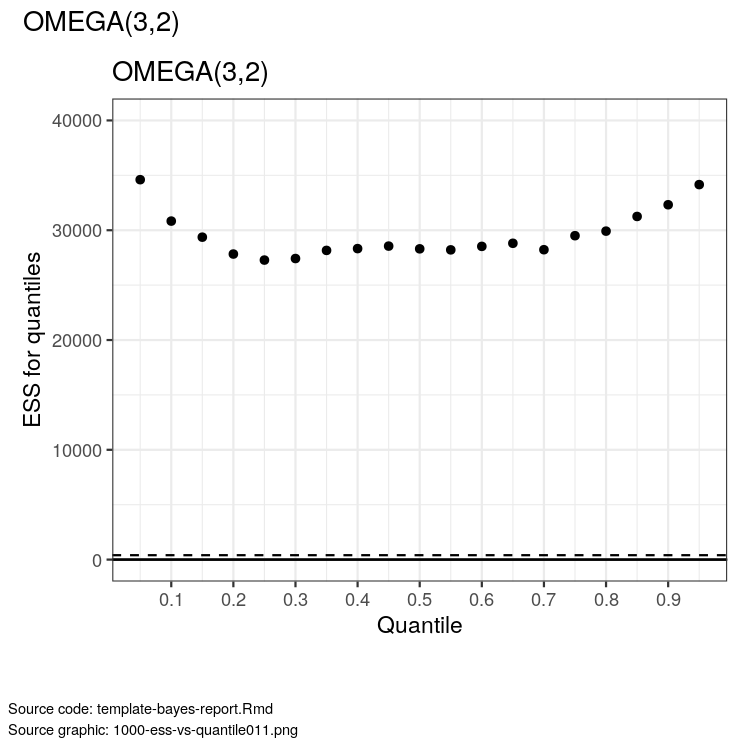 OMEGA(3,2)
OMEGA(3,2)
ESS for quantiles
40000
30000
20000
10000
0
0.1 0.2 0.3 0.4 0.5 0.6 0.7 0.8 0.9
Quantile
Source code: template-bayes-report.Rmd
Source graphic: 1000-ess-vs-quantile011.png